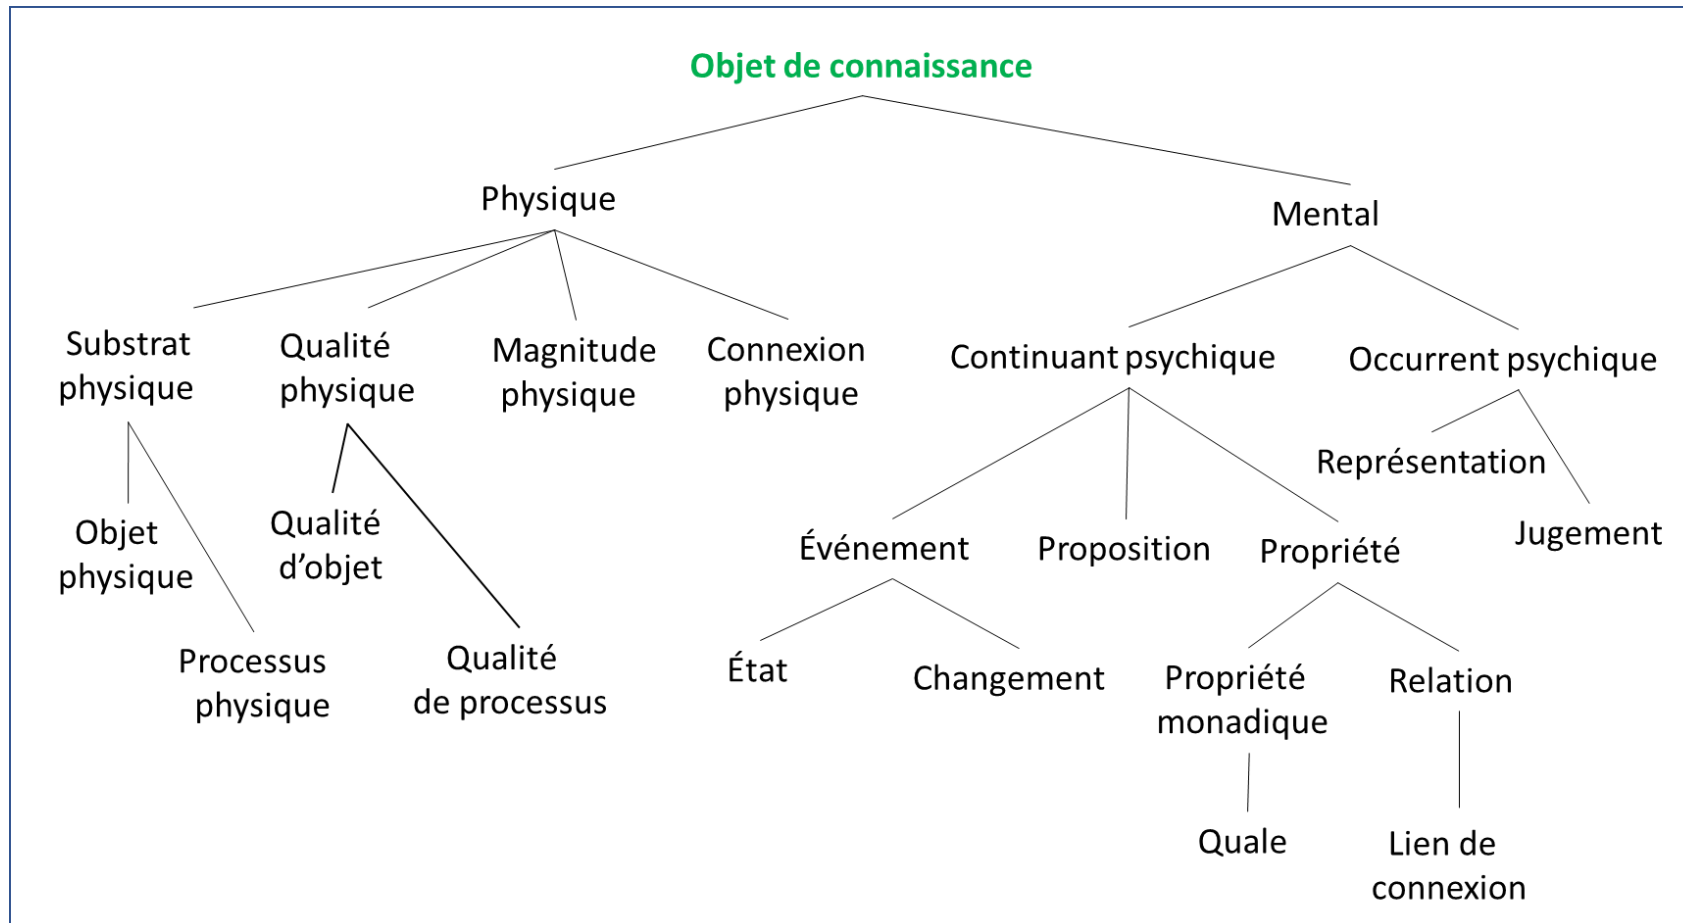 Objet de connaissance
Physique
Mental
Substrat
physique
Qualité
physique
Magnitude
physique
Connexion
physique
Continuant psychique
Occurrent psychique
Représentation
Jugement
Objet
physique
Qualité
d’objet
Événement
Proposition
Propriété
Processus
physique
Qualité
de processus
État
Changement
Propriété
monadique
Relation
Quale
Lien de
connexion